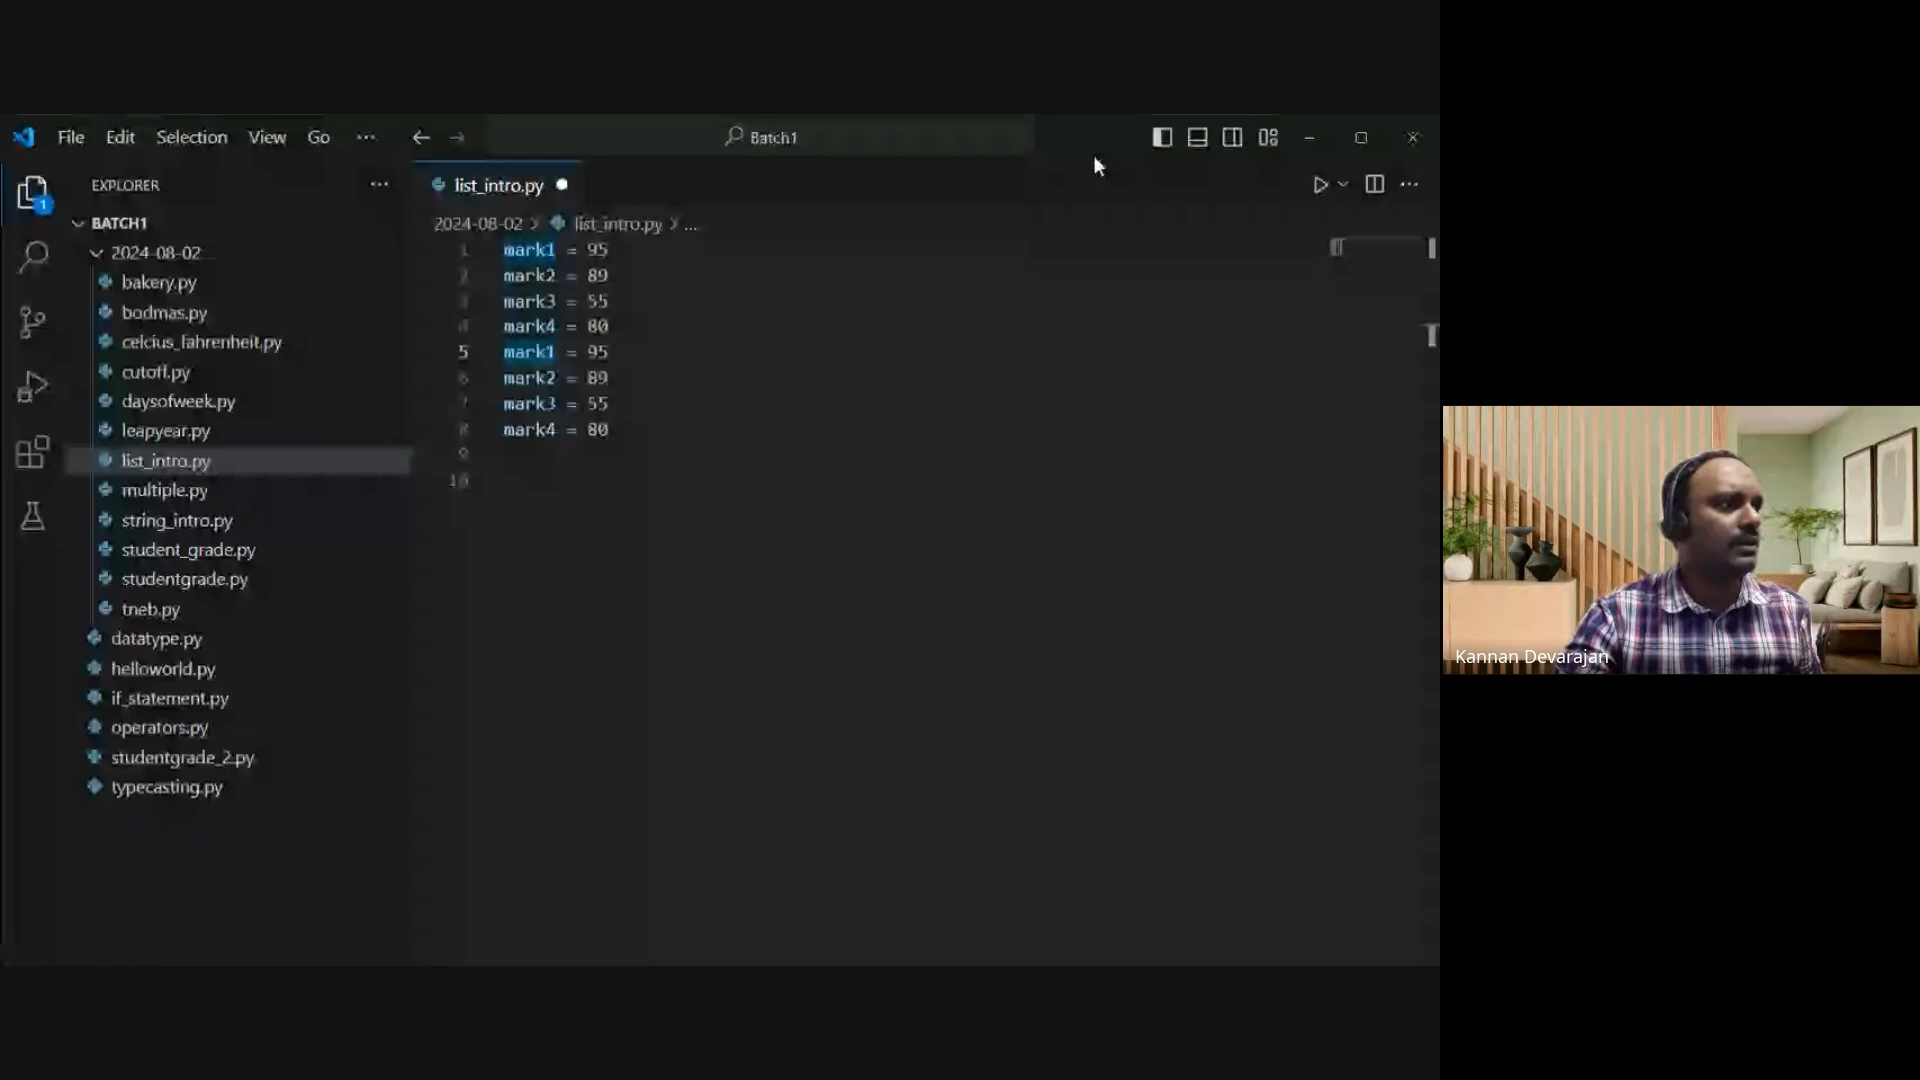 File Edit Selection View Go ... Batch1
EXPLORER ...
BATCH1
2024-08-02
bakery.py
bodmas.py
celcius_fahrenheit.py
cutoff.py
daysofweek.py
leapyear.py
list_intro.py
multiple.py
string_intro.py
student_grade.py
studentgrade.py
tneb.py
datatype.py
helloworld.py
if_statement.py
operators.py
studentgrade_2.py
typecasting.py
1
list_intro.py
2024-08-02 > list_intro.py > ...
1 mark1 = 95
2 mark2 = 89
3 mark3 = 55
4 mark4 = 80
5 mark1 = 95
6 mark2 = 89
7 mark3 = 55
8 mark4 = 80
9
10
Kannan Devarajan